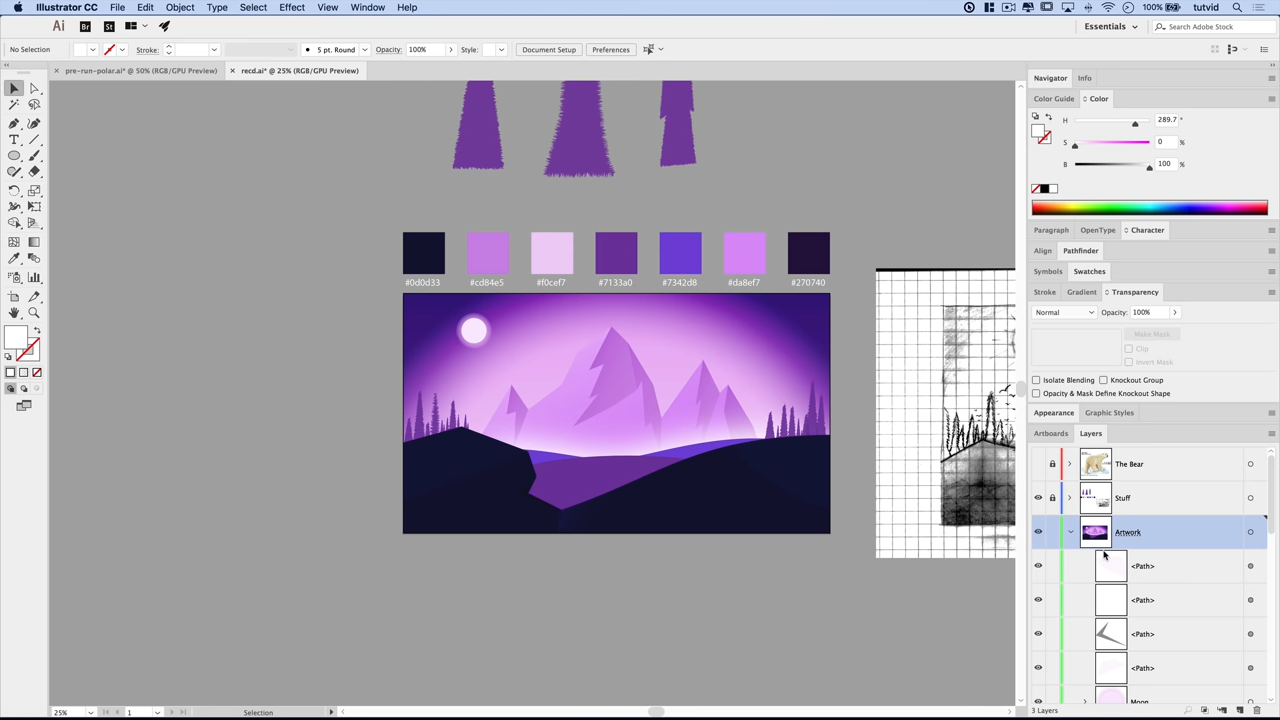 Illustrator CC File Edit Object Type Select Effect View Window Help 100%
Ai Br St Essentials Search Adobe Stock
No Selection Stroke: 5 pt. Round Opacity: 100% Style: Document Setup Preferences
× pre-run-polar.ai* @ 50% (RGB/GPU Preview) × recd.ai* @ 25% (RGB/GPU Preview)
Navigator Info
Color Guide Color
H 289.7 °
S 0 %
B 100 %
Paragraph OpenType Character
Align Pathfinder
Symbols Swatches
Stroke Gradient Transparency
Normal Opacity: 100%
Make Mask
Clip
Invert Mask
Isolate Blending Knockout Group
Opacity & Mask Define Knockout Shape
Appearance Graphic Styles
Artboards Layers
The Bear
Stuff
Artwork
<Path>
<Path>
<Path>
<Path>
Moon
3 Layers
#0d0d33 #cd84e5 #f0cef7 #7133a0 #7342d8 #da8ef7 #270740
25% 1 Selection